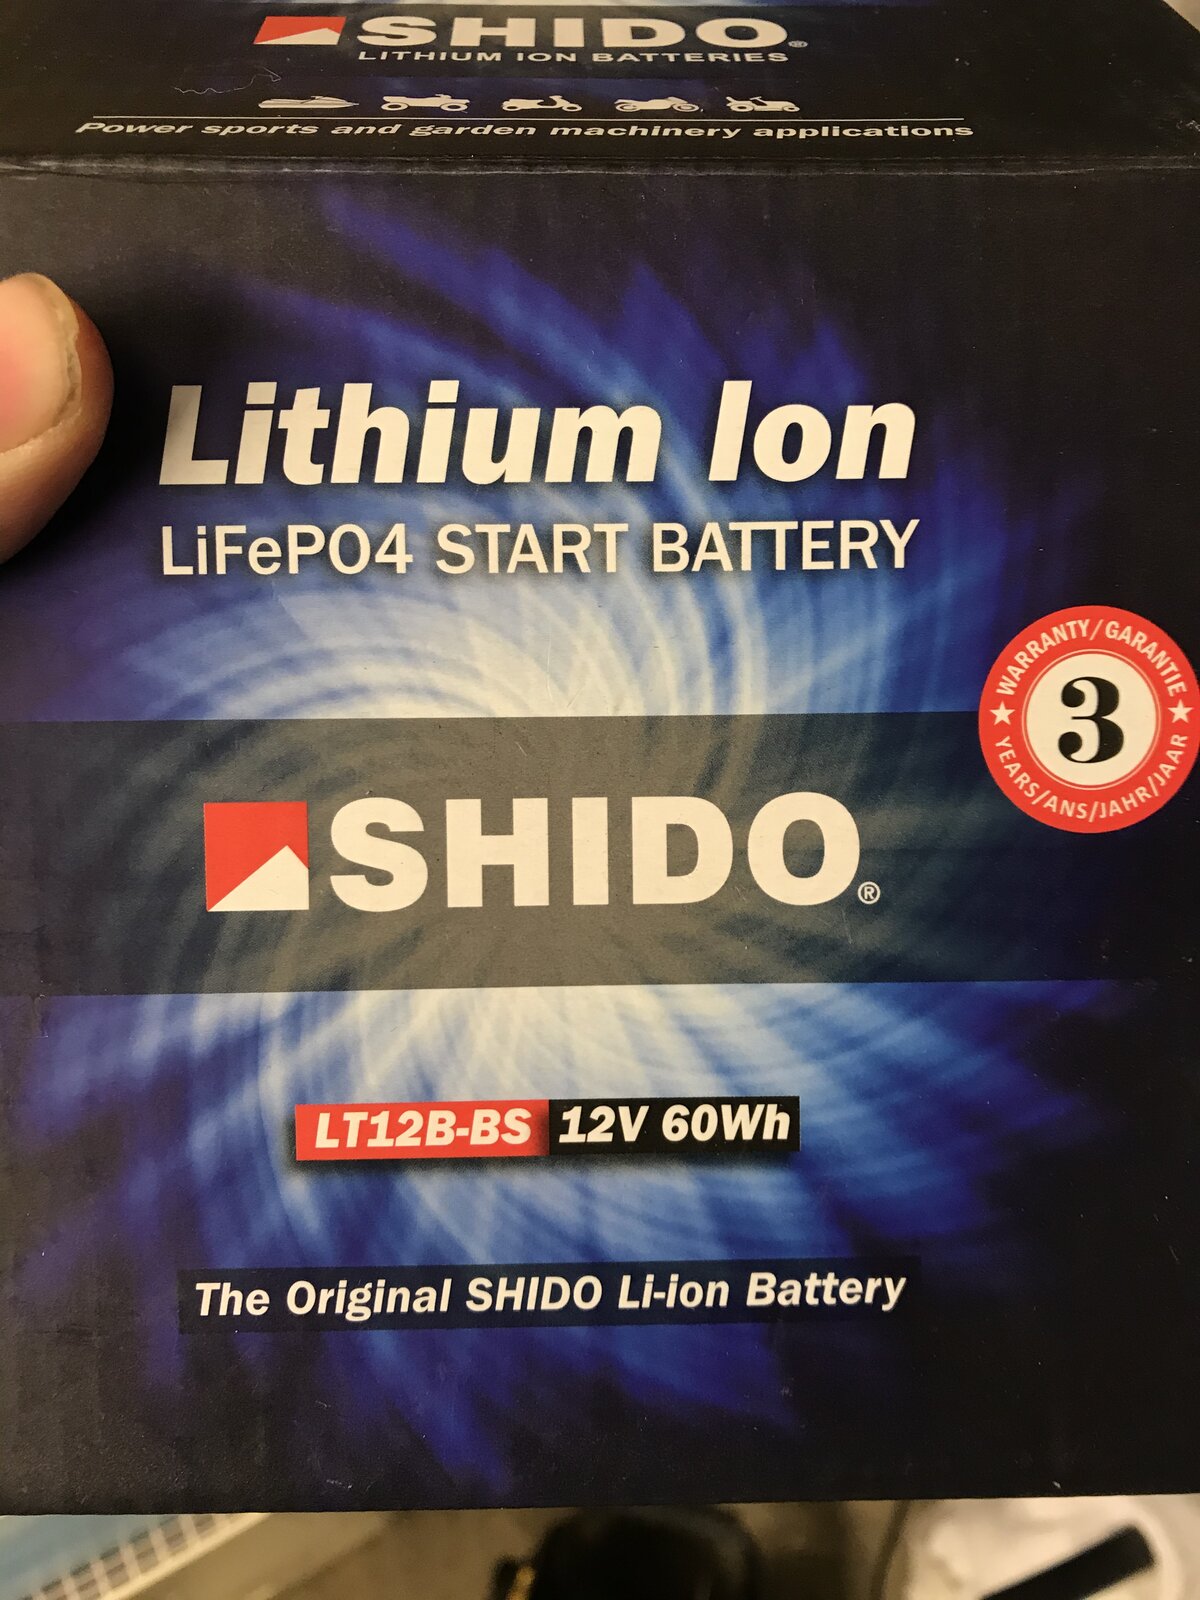 SHIDO®
LITHIUM ION BATTERIES
Power sports and garden machinery applications
Lithium Ion
LiFePO4 START BATTERY
WARRANTY/GARANTIE
3
YEARS/ANS/JAHR/JAAR
SHIDO®
LT12B-BS 12V 60Wh
The Original SHIDO Li-ion Battery